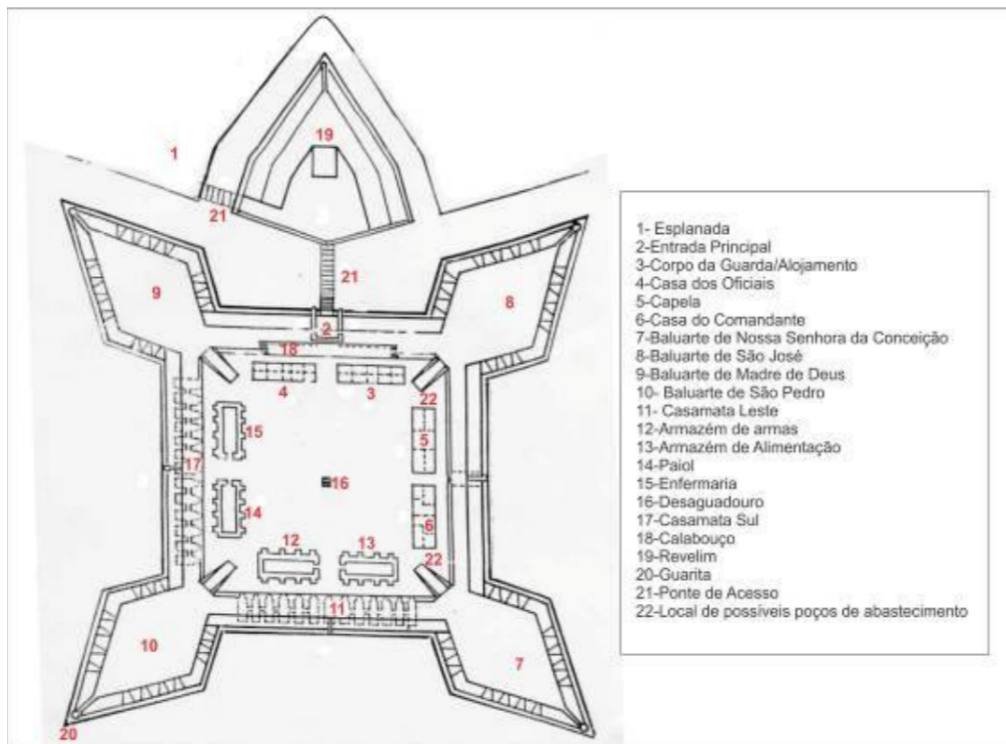 19
1
21
21
9
8
2
18
4
3
22
15
5
17
16
14
6
12
13
22
11
10
7
20
1- Esplanada
2-Entrada Principal
3-Corpo da Guarda/Alojamento
4-Casa dos Oficiais
5-Capela
6-Casa do Comandante
7-Baluarte de Nossa Senhora da Conceição
8-Baluarte de São José
9-Baluarte de Madre de Deus
10- Baluarte de São Pedro
11- Casamata Leste
12-Armazém de armas
13-Armazém de Alimentação
14-Paiol
15-Enfermaria
16-Desaguadouro
17-Casamata Sul
18-Calabouço
19-Revelim
20-Guarita
21-Ponte de Acesso
22-Local de possíveis poços de abastecimento